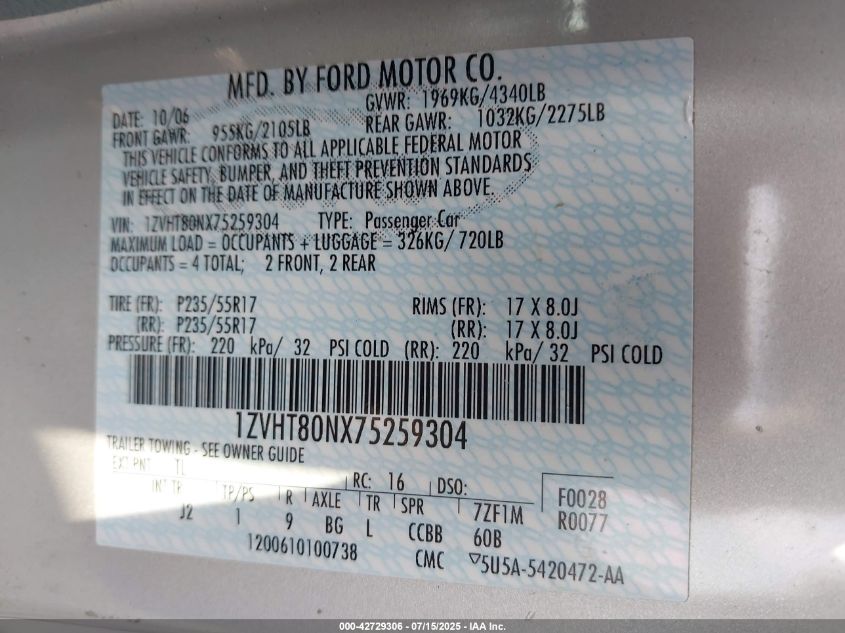 MFD. BY FORD MOTOR CO.
DATE: 10/06 GVWR: 1969KG/4340LB
FRONT GAWR: 955KG/2105LB REAR GAWR: 1032KG/2275LB
THIS VEHICLE CONFORMS TO ALL APPLICABLE FEDERAL MOTOR
VEHICLE SAFETY, BUMPER, AND THEFT PREVENTION STANDARDS
IN EFFECT ON THE DATE OF MANUFACTURE SHOWN ABOVE.
VIN: 1ZVHT80NX75259304 TYPE: Passenger Car
MAXIMUM LOAD = OCCUPANTS + LUGGAGE = 326KG/ 720LB
OCCUPANTS = 4 TOTAL; 2 FRONT, 2 REAR
TIRE (FR): P235/55R17 RIMS (FR): 17 X 8.0J
(RR): P235/55R17 (RR): 17 X 8.0J
PRESSURE (FR): 220 kPa/ 32 PSI COLD (RR): 220 kPa/ 32 PSI COLD
1ZVHT80NX75259304
TRAILER TOWING - SEE OWNER GUIDE
EXT PNT TL RC: 16 DSO: F0028
INT TR TP/PS R AXLE TR SPR 7ZF1M R0077
J2 1 9 BG L CCBB 60B
1200610100738 CMC ▽5U5A-5420472-AA
000-42729306 - 07/15/2025 - IAA Inc.